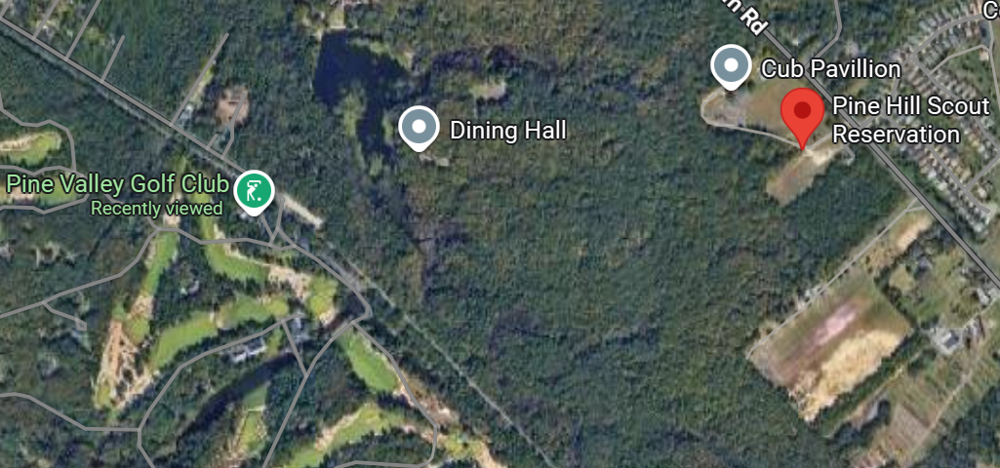 n Rd
C
Cub Pavillion
Dining Hall
Pine Hill Scout
Reservation
Pine Valley Golf Club
Recently viewed